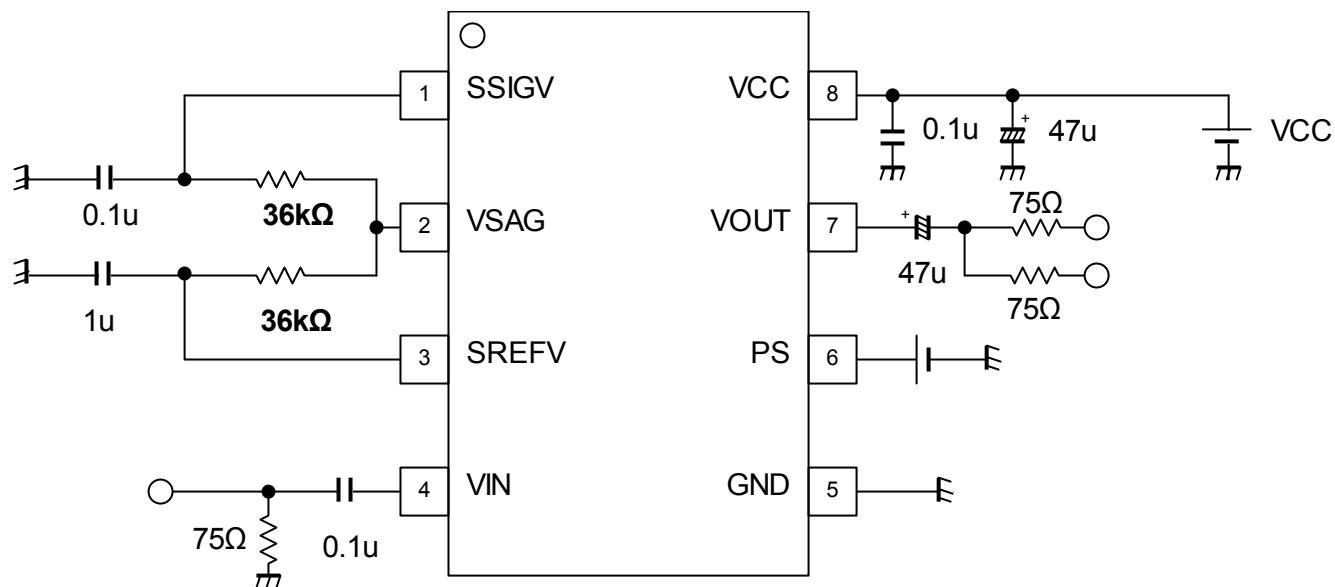 1 SSIGV VCC 8
0.1u 47u VCC
0.1u 36kΩ 75Ω
2 VSAG VOUT 7
47u
75Ω
1u 36kΩ
3 SREFV PS 6
4 VIN GND 5
75Ω 0.1u